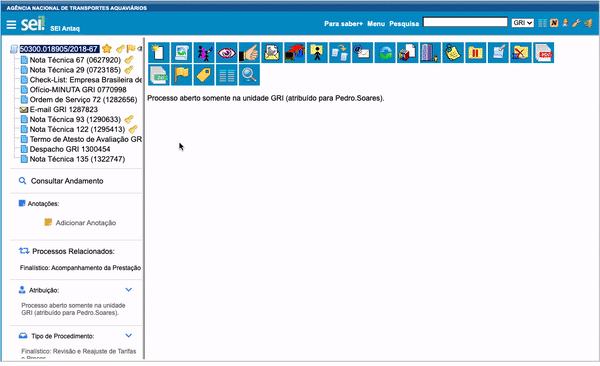 AGÊNCIA NACIONAL DE TRANSPORTES AQUAVIÁRIOS
sei! SEI Antaq
Para saber+ Menu Pesquisa GRI
50300.018905/2018-67
Nota Técnica 67 (0627920)
Nota Técnica 29 (0723185)
Check-List: Empresa Brasileira de
Ofício-MINUTA GRI 0770998
Ordem de Serviço 72 (1282656)
E-mail GRI 1287823
Nota Técnica 93 (1290633)
Nota Técnica 122 (1295413)
Termo de Atesto de Avaliação GR
Despacho GRI 1300454
Nota Técnica 135 (1322747)
Consultar Andamento
Anotações:
Adicionar Anotação
Processos Relacionados:
Finalístico: Acompanhamento da Prestação
Atribuição:
Processo aberto somente na unidade
GRI (atribuído para Pedro.Soares).
Tipo de Procedimento:
Finalístico: Revisão e Reajuste de Tarifas
e Preços
Processo aberto somente na unidade GRI (atribuído para Pedro.Soares).